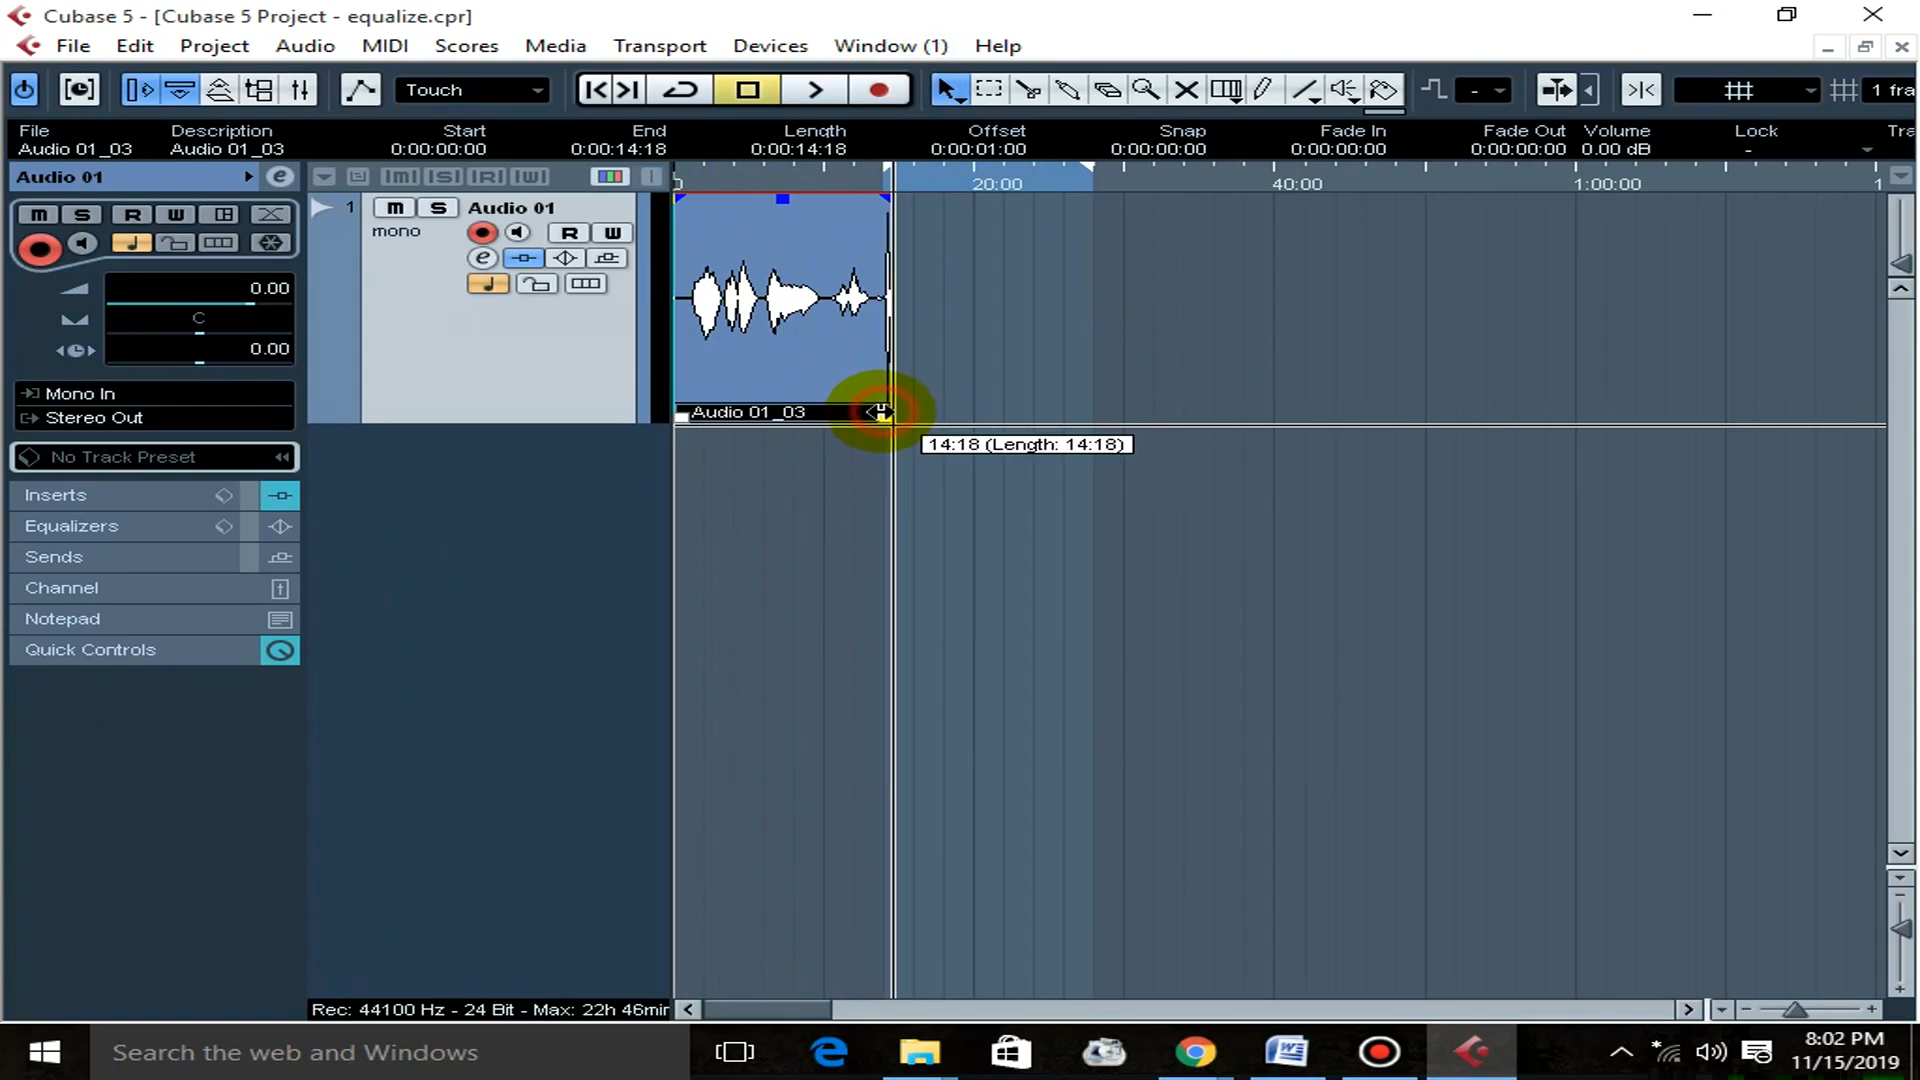 Cubase 5 - [Cubase 5 Project - equalize.cpr]
File Edit Project Audio MIDI Scores Media Transport Devices Window (1) Help
Touch
-
1 fra
File Description Start End Length Offset Snap Fade In Fade Out Volume Lock Tra
Audio 01_03 Audio 01_03 0:00:00:00 0:00:14:18 0:00:14:18 0:00:01:00 0:00:00:00 0:00:00:00 0:00:00:00 0.00 dB -
Audio 01 e
0 20:00 40:00 1:00:00 1
M S R W
1 M S Audio 01
mono
R W
e
0.00
C
0.00
Mono In
Stereo Out
Audio 01_03
14:18 (Length: 14:18)
No Track Preset
Inserts
Equalizers
Sends
Channel
Notepad
Quick Controls
Rec: 44100 Hz - 24 Bit - Max: 22h 46min
Search the web and Windows
8:02 PM
11/15/2019